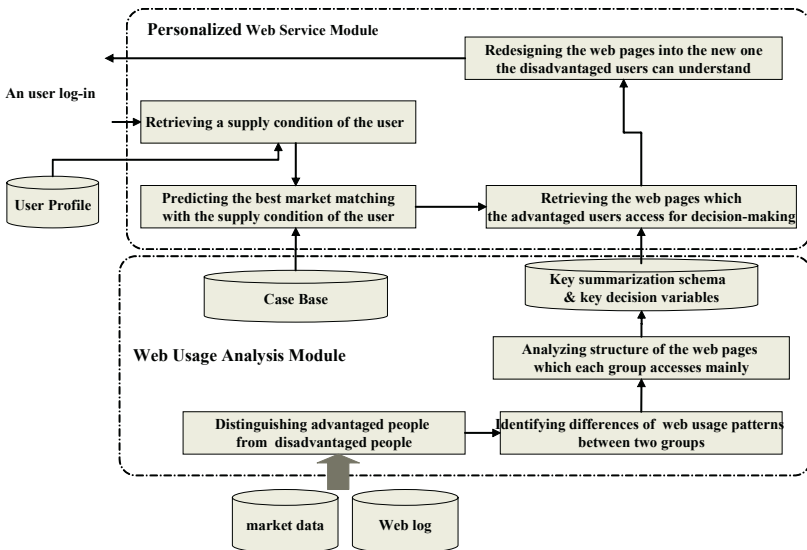 Personalized Web Service Module
Redesigning the web pages into the new one
the disadvantaged users can understand
An user log-in
Retrieving a supply condition of the user
User Profile
Predicting the best market matching
with the supply condition of the user
Retrieving the web pages which
the advantaged users access for decision-making
Case Base
Key summarization schema
& key decision variables
Web Usage Analysis Module
Analyzing structure of the web pages
which each group accesses mainly
Distinguishing advantaged people
from disadvantaged people
Identifying differences of web usage patterns
between two groups
market data
Web log